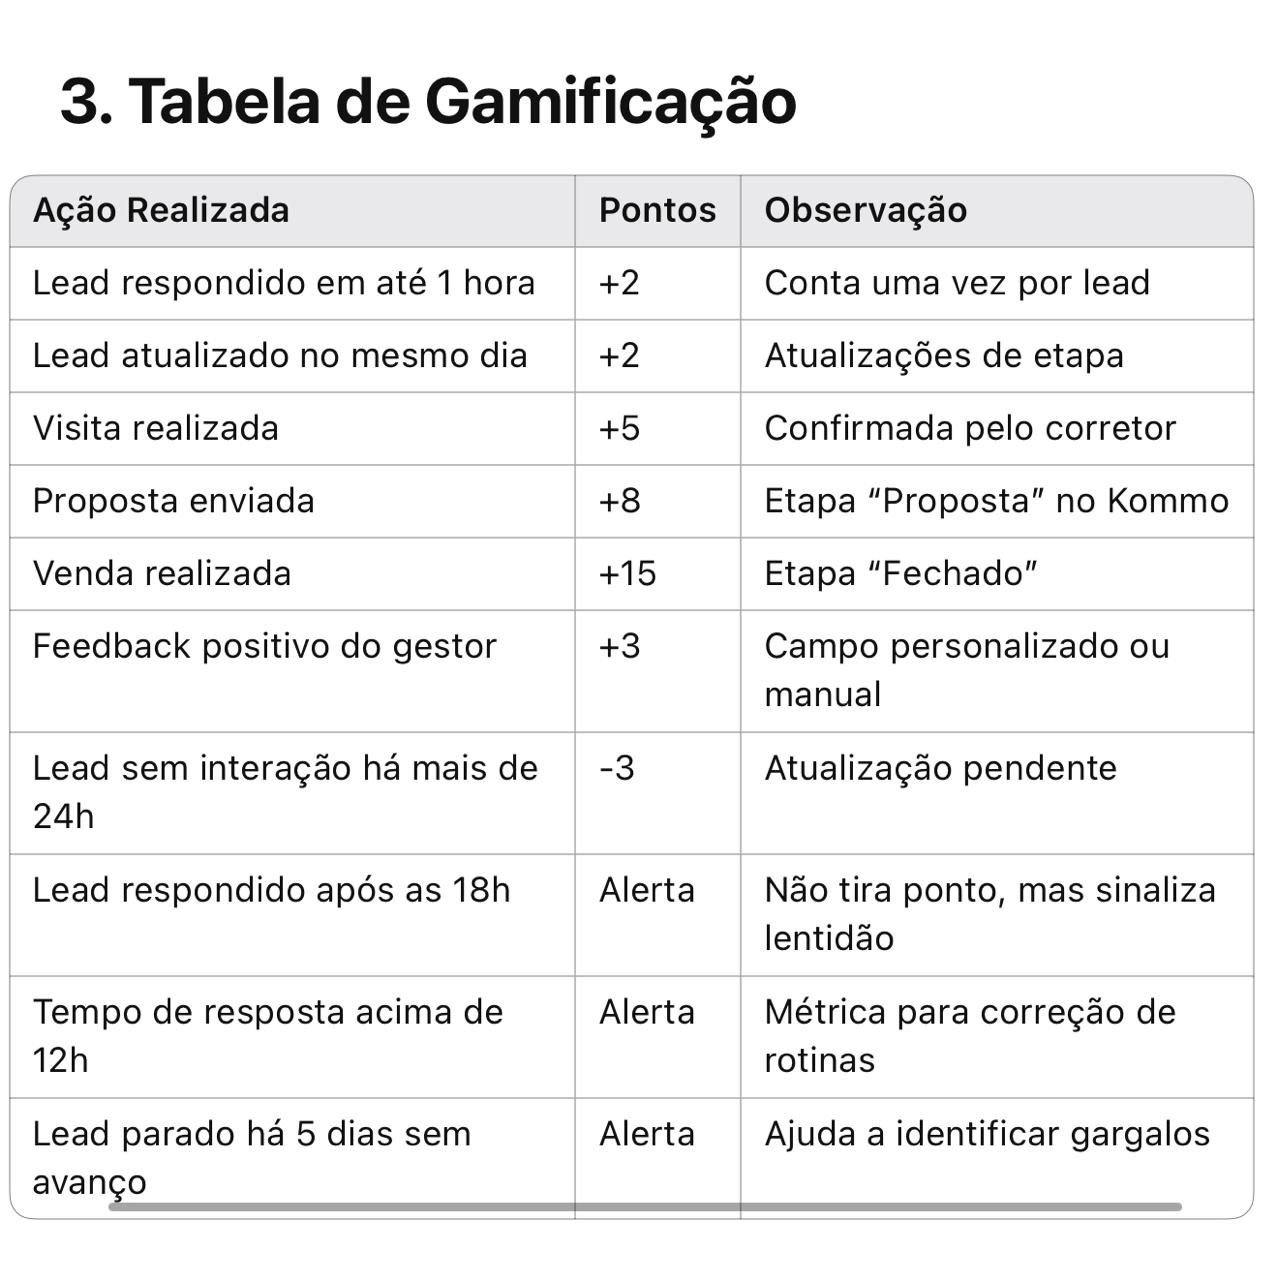 3. Tabela de Gamificação
Ação Realizada Pontos Observação
Lead respondido em até 1 hora +2 Conta uma vez por lead
Lead atualizado no mesmo dia +2 Atualizações de etapa
Visita realizada +5 Confirmada pelo corretor
Proposta enviada +8 Etapa “Proposta” no Kommo
Venda realizada +15 Etapa “Fechado”
Feedback positivo do gestor +3 Campo personalizado ou
manual
Lead sem interação há mais de -3 Atualização pendente
24h
Lead respondido após as 18h Alerta Não tira ponto, mas sinaliza
lentidão
Tempo de resposta acima de Alerta Métrica para correção de
12h rotinas
Lead parado há 5 dias sem Alerta Ajuda a identificar gargalos
avanço